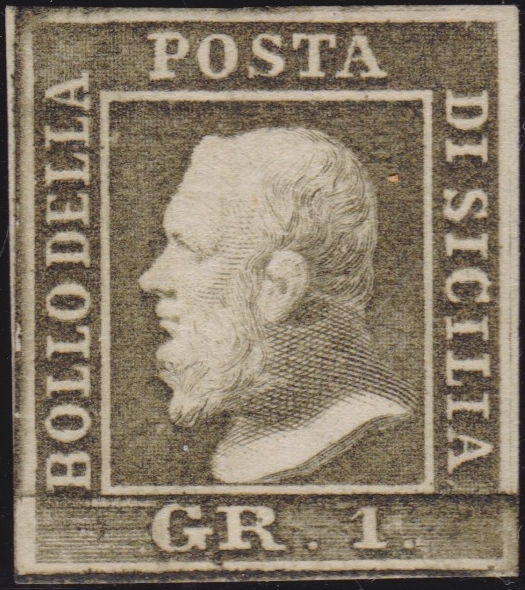 BOLLO DELLA
POSTA
DI SICILIA
GR. 1.